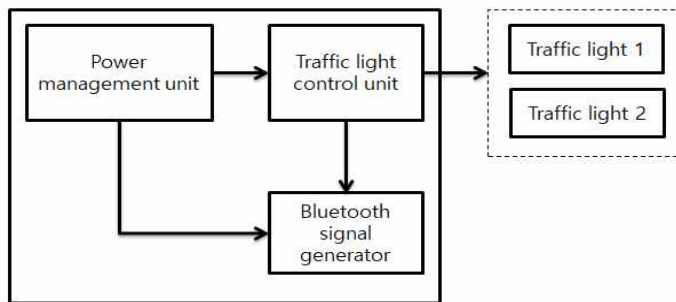 Power
management unit
Traffic light
control unit
Traffic light 1
Traffic light 2
Bluetooth
signal
generator